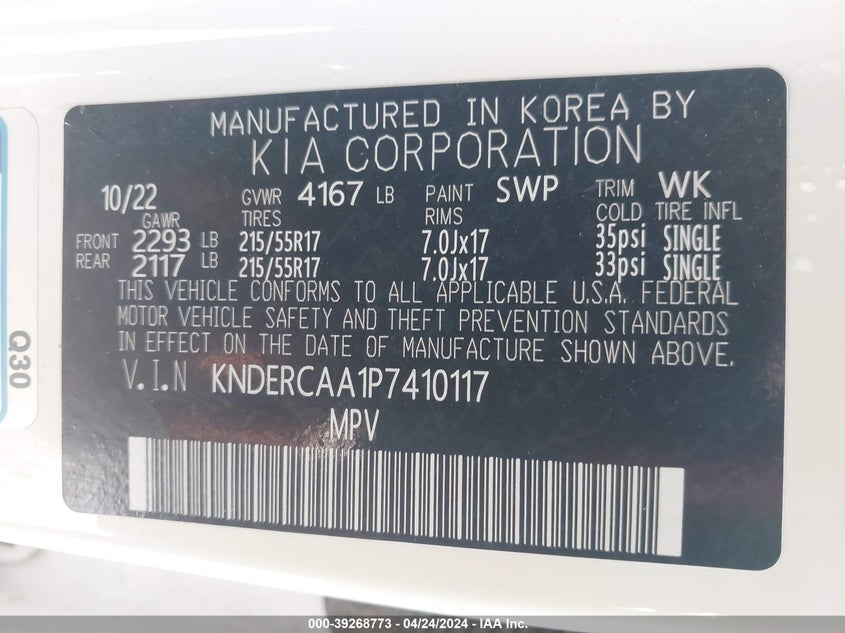 MANUFACTURED IN KOREA BY
KIA CORPORATION
10/22 GVWR 4167 LB PAINT SWP TRIM WK
GAWR TIRES RIMS COLD TIRE INFL
FRONT 2293 LB 215/55R17 7.0Jx17 35psi SINGLE
REAR 2117 LB 215/55R17 7.0Jx17 33psi SINGLE
THIS VEHICLE CONFORMS TO ALL APPLICABLE U.S.A. FEDERAL
MOTOR VEHICLE SAFETY AND THEFT PREVENTION STANDARDS
IN EFFECT ON THE DATE OF MANUFACTURE SHOWN ABOVE.
V.I.N KNDERCAA1P7410117
MPV
Q30
000-39268773 - 04/24/2024 - IAA Inc.